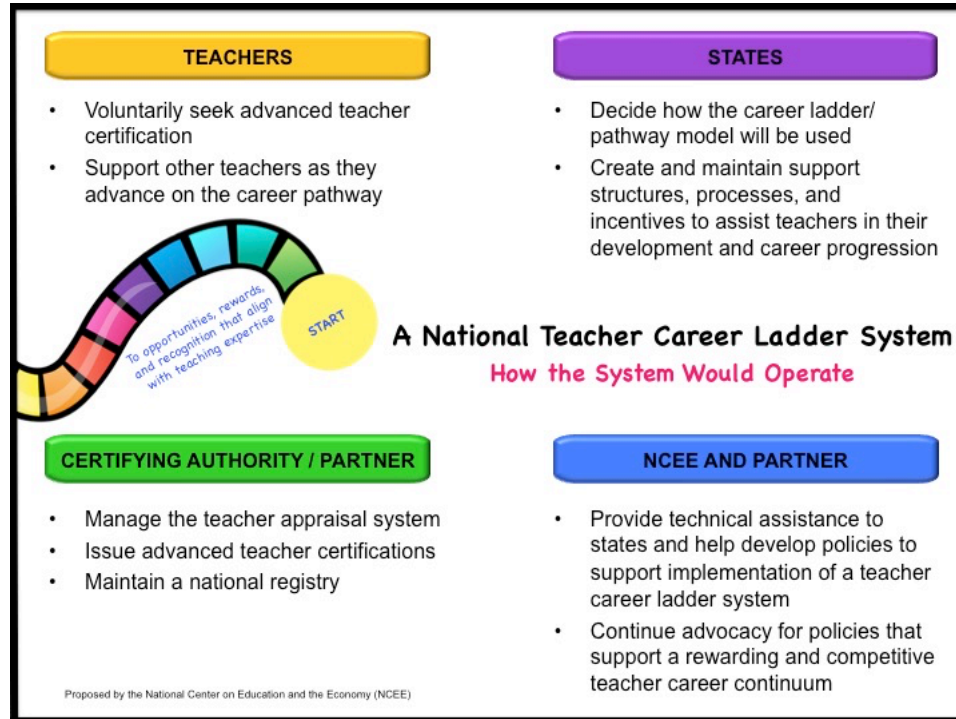 TEACHERS
• Voluntarily seek advanced teacher
certification
• Support other teachers as they
advance on the career pathway
STATES
• Decide how the career ladder/
pathway model will be used
• Create and maintain support
structures, processes, and
incentives to assist teachers in their
development and career progression
To opportunities, rewards,
and recognition that align
with teaching expertise
START
A National Teacher Career Ladder System
How the System Would Operate
CERTIFYING AUTHORITY / PARTNER
• Manage the teacher appraisal system
• Issue advanced teacher certifications
• Maintain a national registry
NCEE AND PARTNER
• Provide technical assistance to
states and help develop policies to
support implementation of a teacher
career ladder system
• Continue advocacy for policies that
support a rewarding and competitive
teacher career continuum
Proposed by the National Center on Education and the Economy (NCEE)